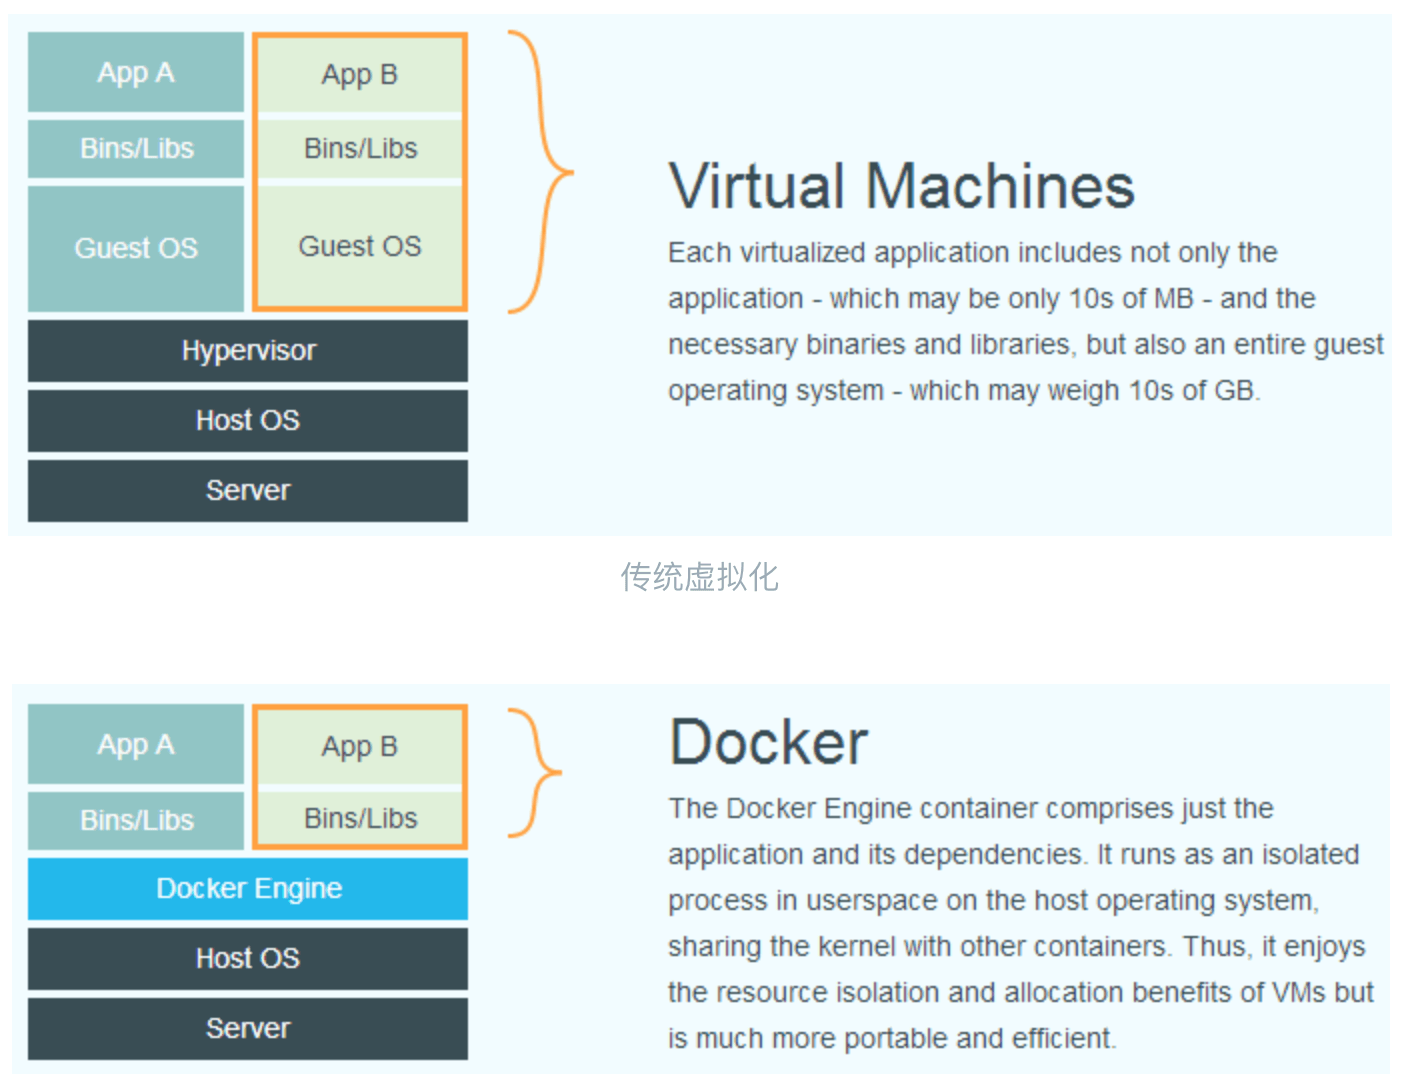 App A
App B
Bins/Libs
Bins/Libs
Guest OS
Guest OS
Hypervisor
Host OS
Server
Virtual Machines
Each virtualized application includes not only the
application - which may be only 10s of MB - and the
necessary binaries and libraries, but also an entire guest
operating system - which may weigh 10s of GB.
传统虚拟化
App A
App B
Bins/Libs
Bins/Libs
Docker Engine
Host OS
Server
Docker
The Docker Engine container comprises just the
application and its dependencies. It runs as an isolated
process in userspace on the host operating system,
sharing the kernel with other containers. Thus, it enjoys
the resource isolation and allocation benefits of VMs but
is much more portable and efficient.